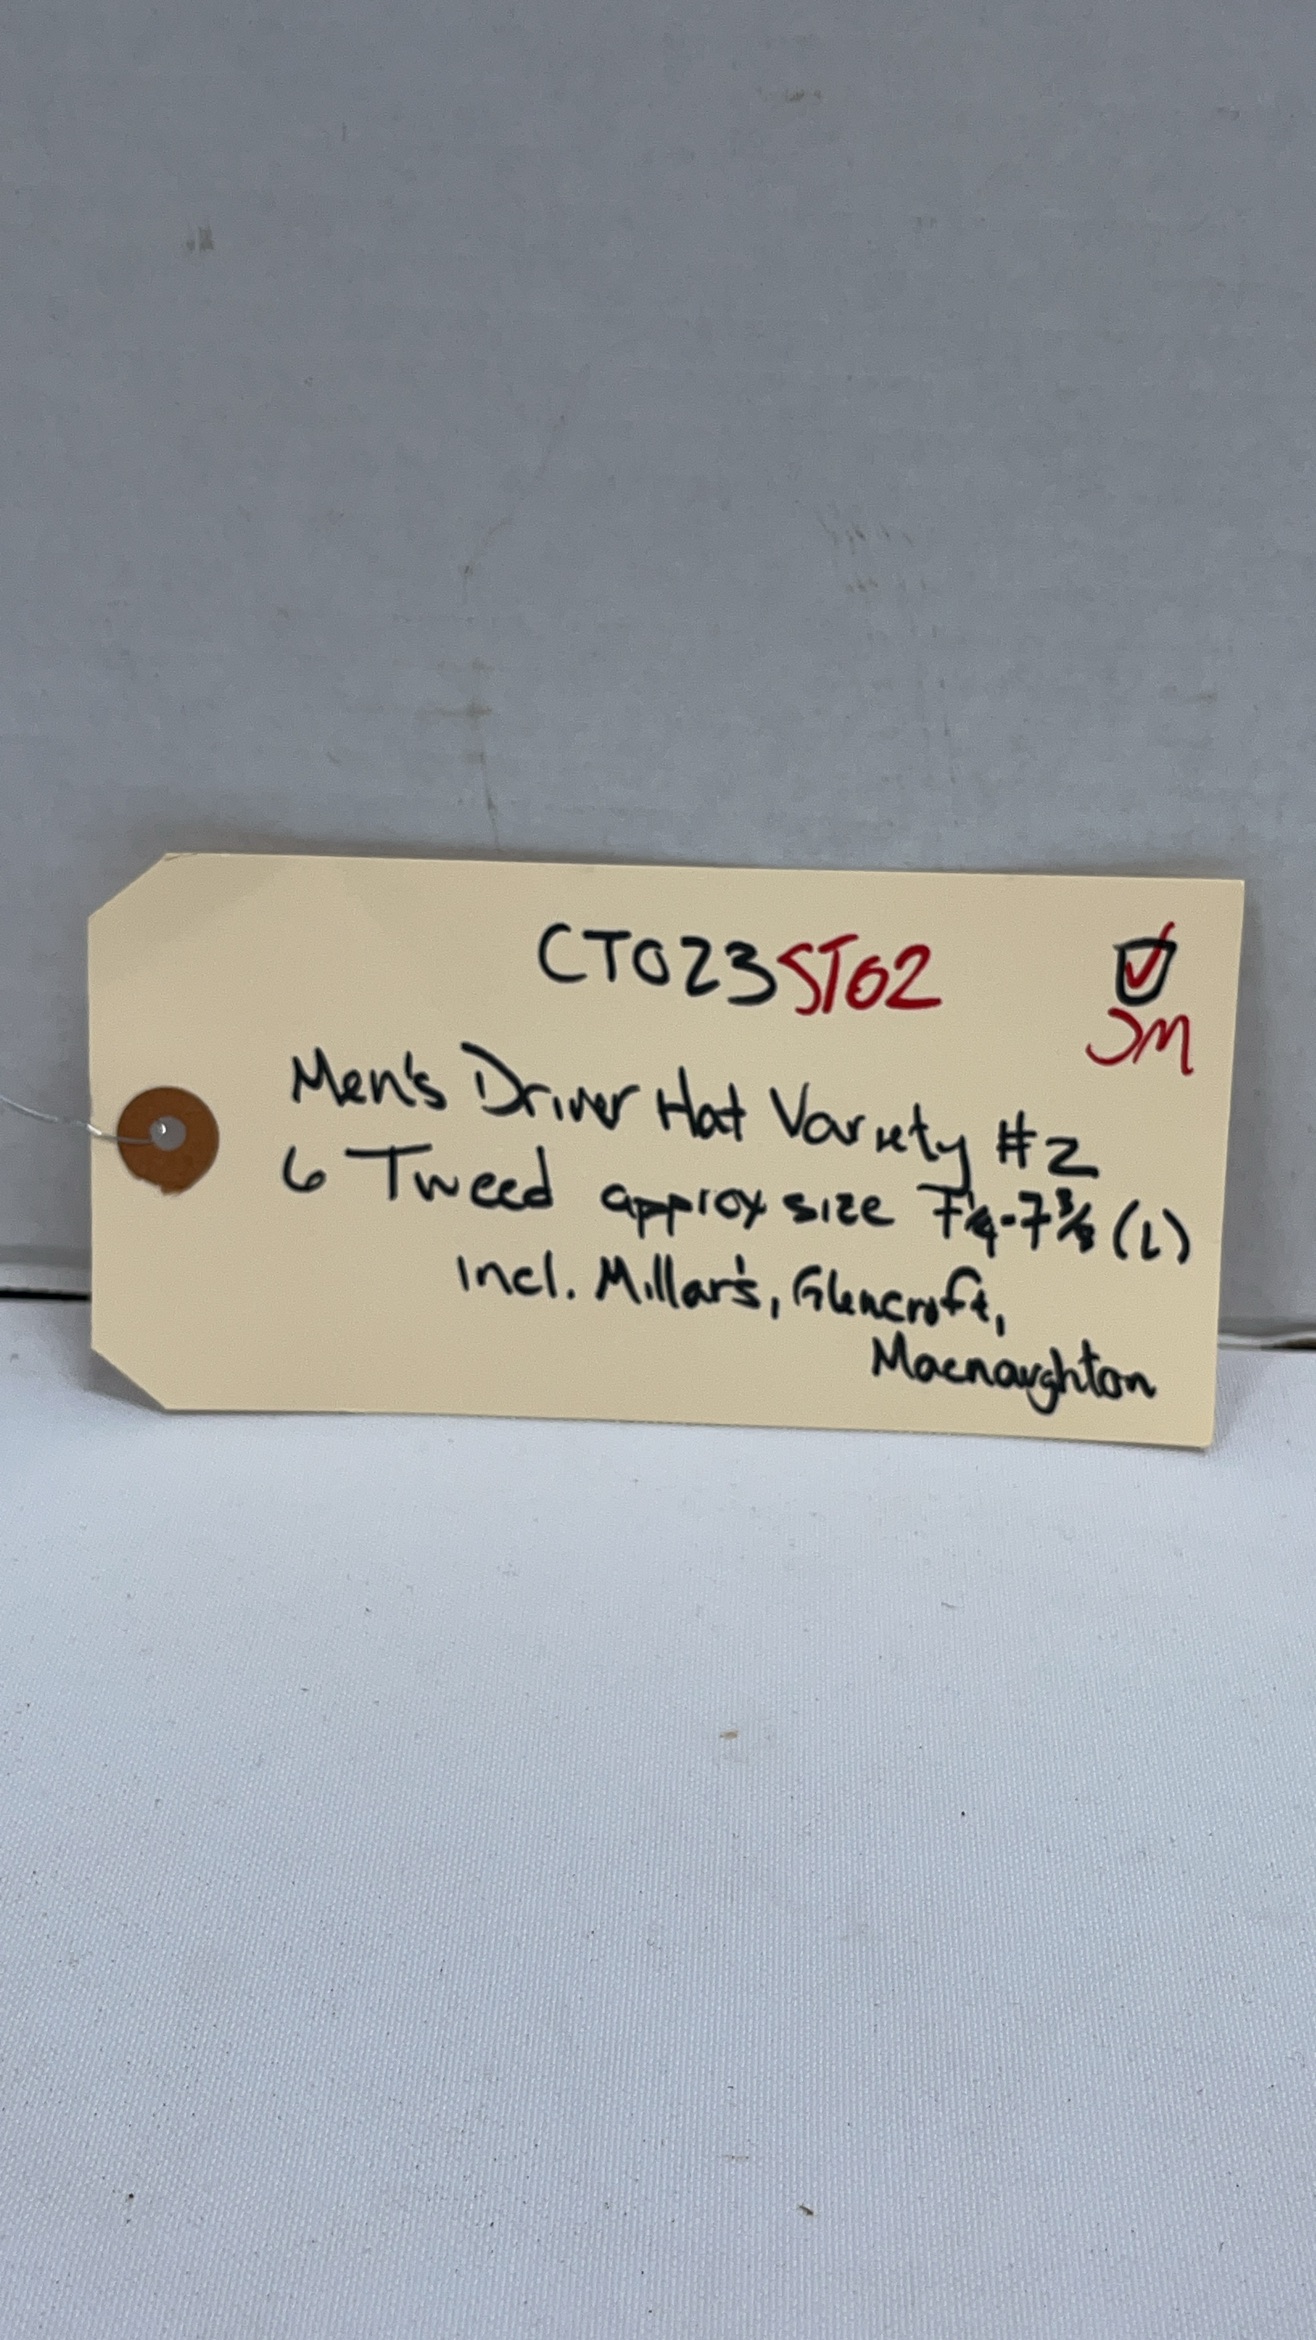 CT023ST02
JM
Men's Driver Hat Variety #2
6 Tweed approx size 7¼-7⅜ (L)
incl. Millar's, Glencroft,
Macnaughton